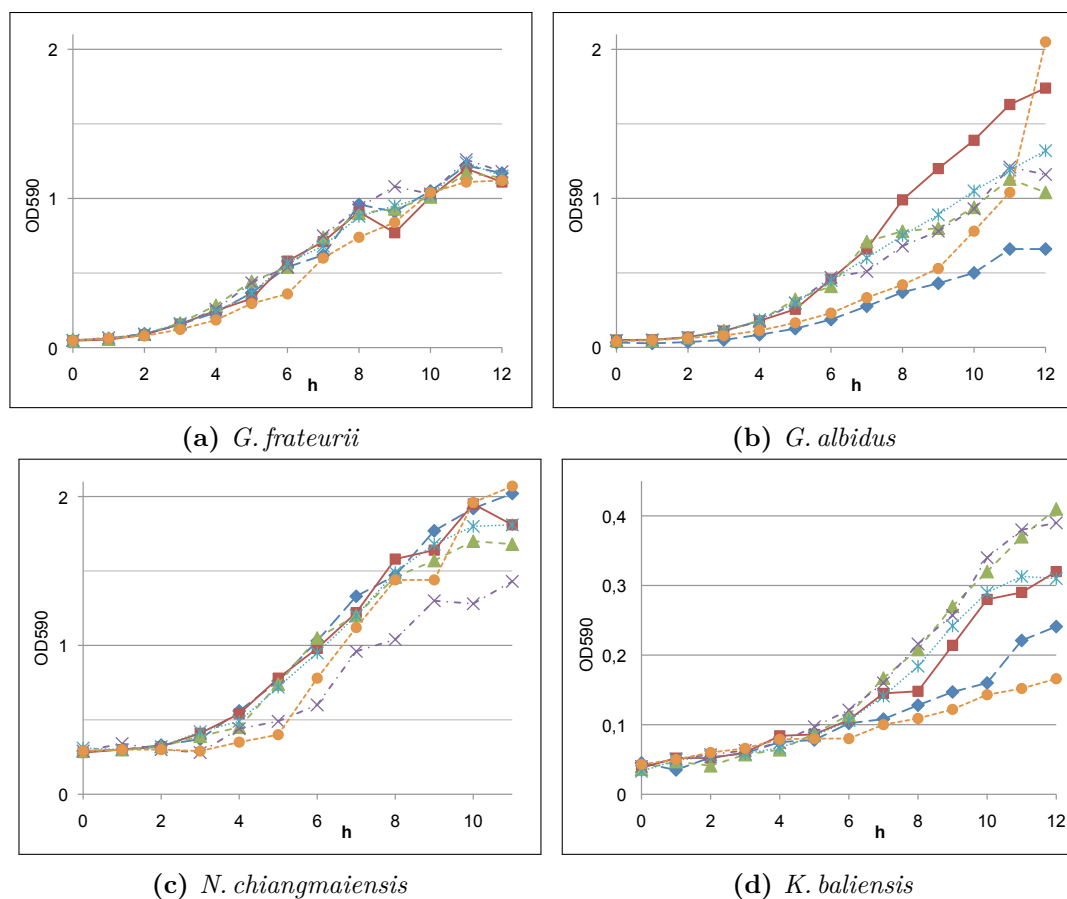 2
1
0
OD590
0 2 4 6 8 10 12
h
(a) G. frateurii
2
1
0
OD590
0 2 4 6 8 10 12
h
(b) G. albidus
2
1
0
OD590
0 2 4 6 8 10
h
(c) N. chiangmaiensis
0,4
0,3
0,2
0,1
0
OD590
0 2 4 6 8 10 12
h
(d) K. baliensis